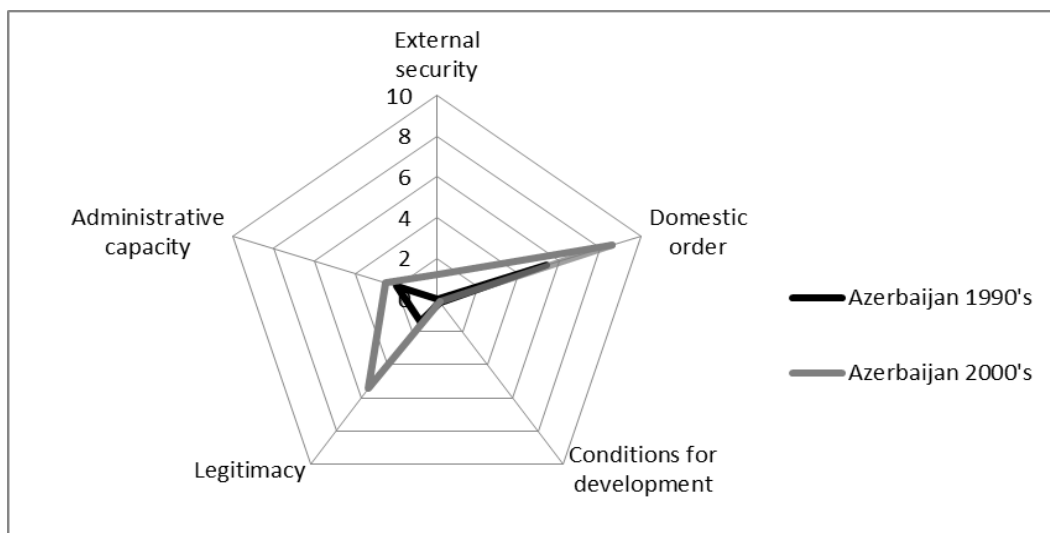 External
security
10
8
6
4
2
0
Administrative
capacity
Domestic
order
Legitimacy
Conditions for
development
Azerbaijan 1990's
Azerbaijan 2000's